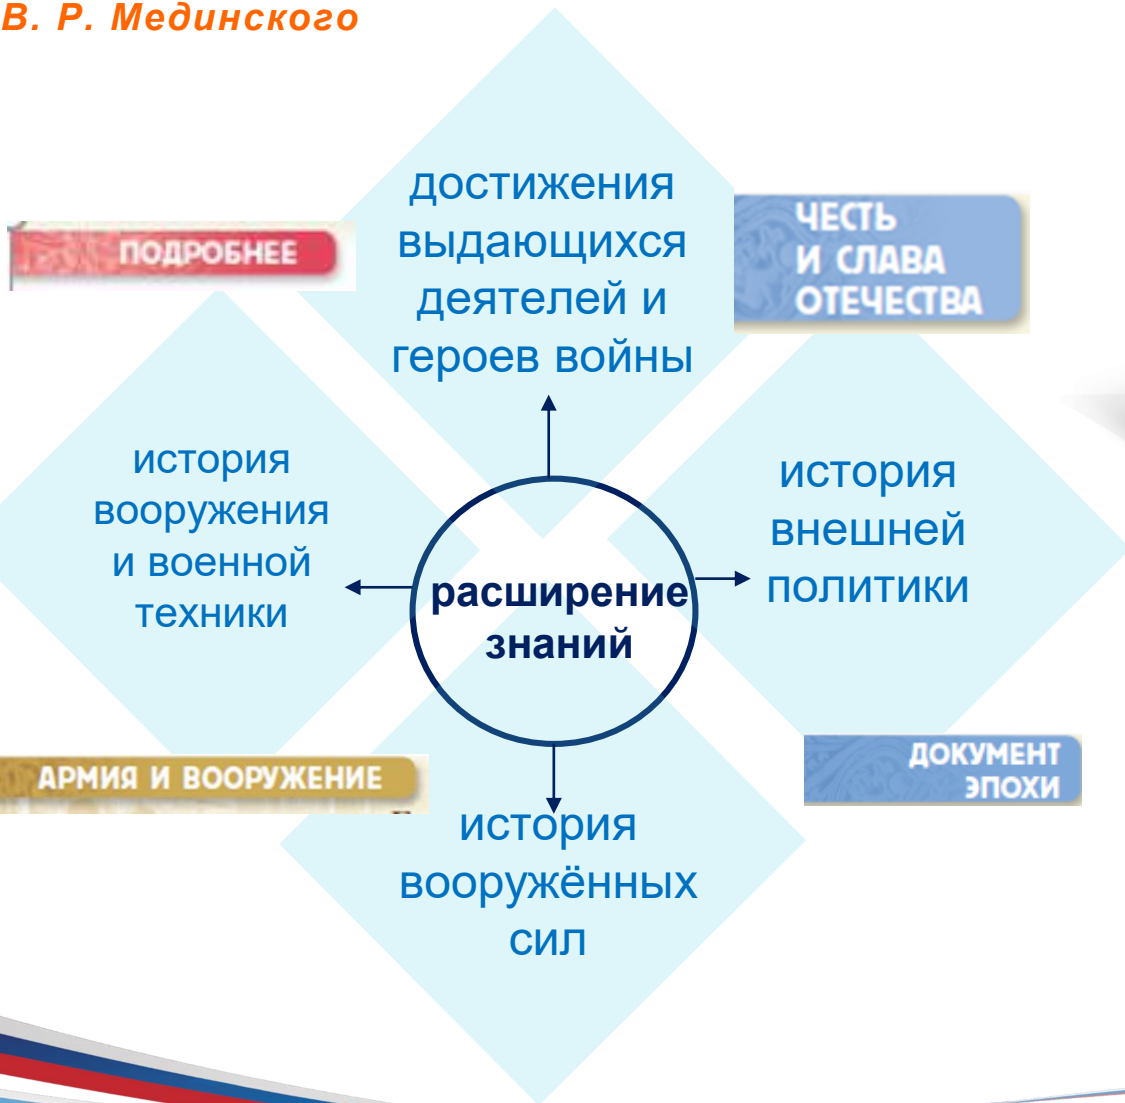 В. Р. Мединского
достижения
выдающихся
деятелей и
героев войны
ПОДРОБНЕЕ
ЧЕСТЬ
И СЛАВА
ОТЕЧЕСТВА
история
вооружения
и военной
техники
расширение
знаний
история
внешней
политики
АРМИЯ И ВООРУЖЕНИЕ
ДОКУМЕНТ
ЭПОХИ
история
вооружённых
сил